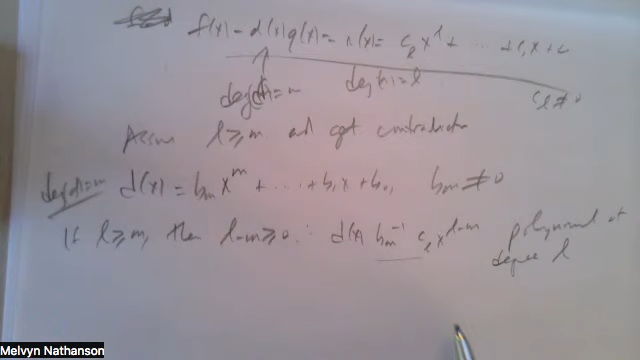 f(x) - d(x)q(x) = r(x) = c_l x^l + ... + c_1 x + c_0
deg(d) = m deg(r) = l c_l ≠ 0
Assume l ≥ m and get contradiction
deg(d)=m d(x) = b_m x^m + ... + b_1 x + b_0, b_m ≠ 0
If l ≥ m, then l-m ≥ 0 ∴ d(x) b_m^{-1} c_l x^{l-m} polynomial of
degree l
Melvyn Nathanson